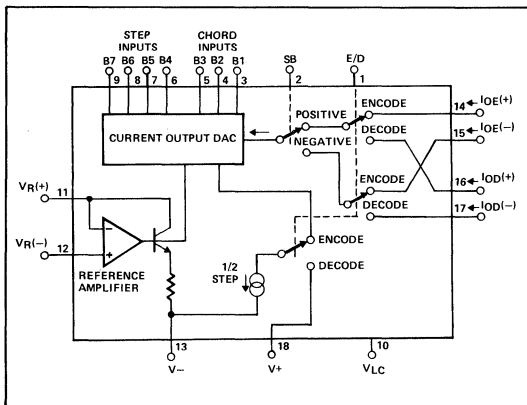 STEP INPUTS
CHORD INPUTS
B7 B6 B5 B4 B3 B2 B1 SB E/D
9 8 7 6 5 4 3 2 1
CURRENT OUTPUT DAC
POSITIVE
NEGATIVE
ENCODE
DECODE
ENCODE
DECODE
14 IOE(+)
15 IOE(−)
16 IOD(+)
17 IOD(−)
VR(+) 11
VR(−) 12
−
+
REFERENCE AMPLIFIER
1/2 STEP
ENCODE
DECODE
13 18 10
V− V+ VLC